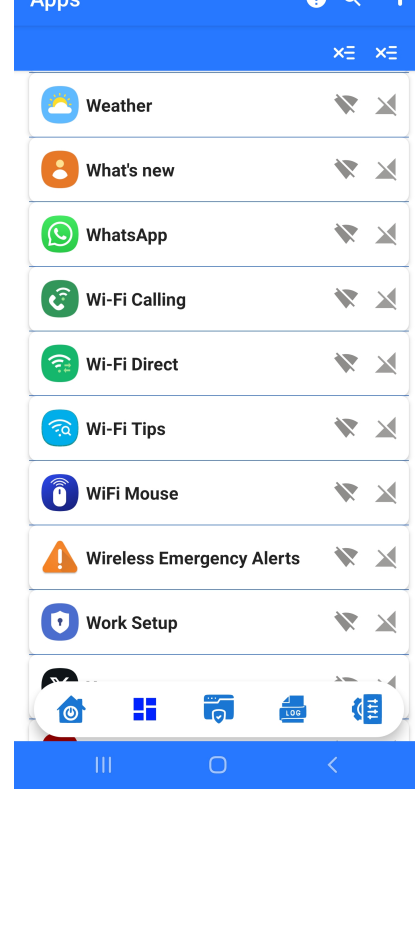 Apps
Weather
What's new
WhatsApp
Wi-Fi Calling
Wi-Fi Direct
Wi-Fi Tips
WiFi Mouse
Wireless Emergency Alerts
Work Setup
LOG